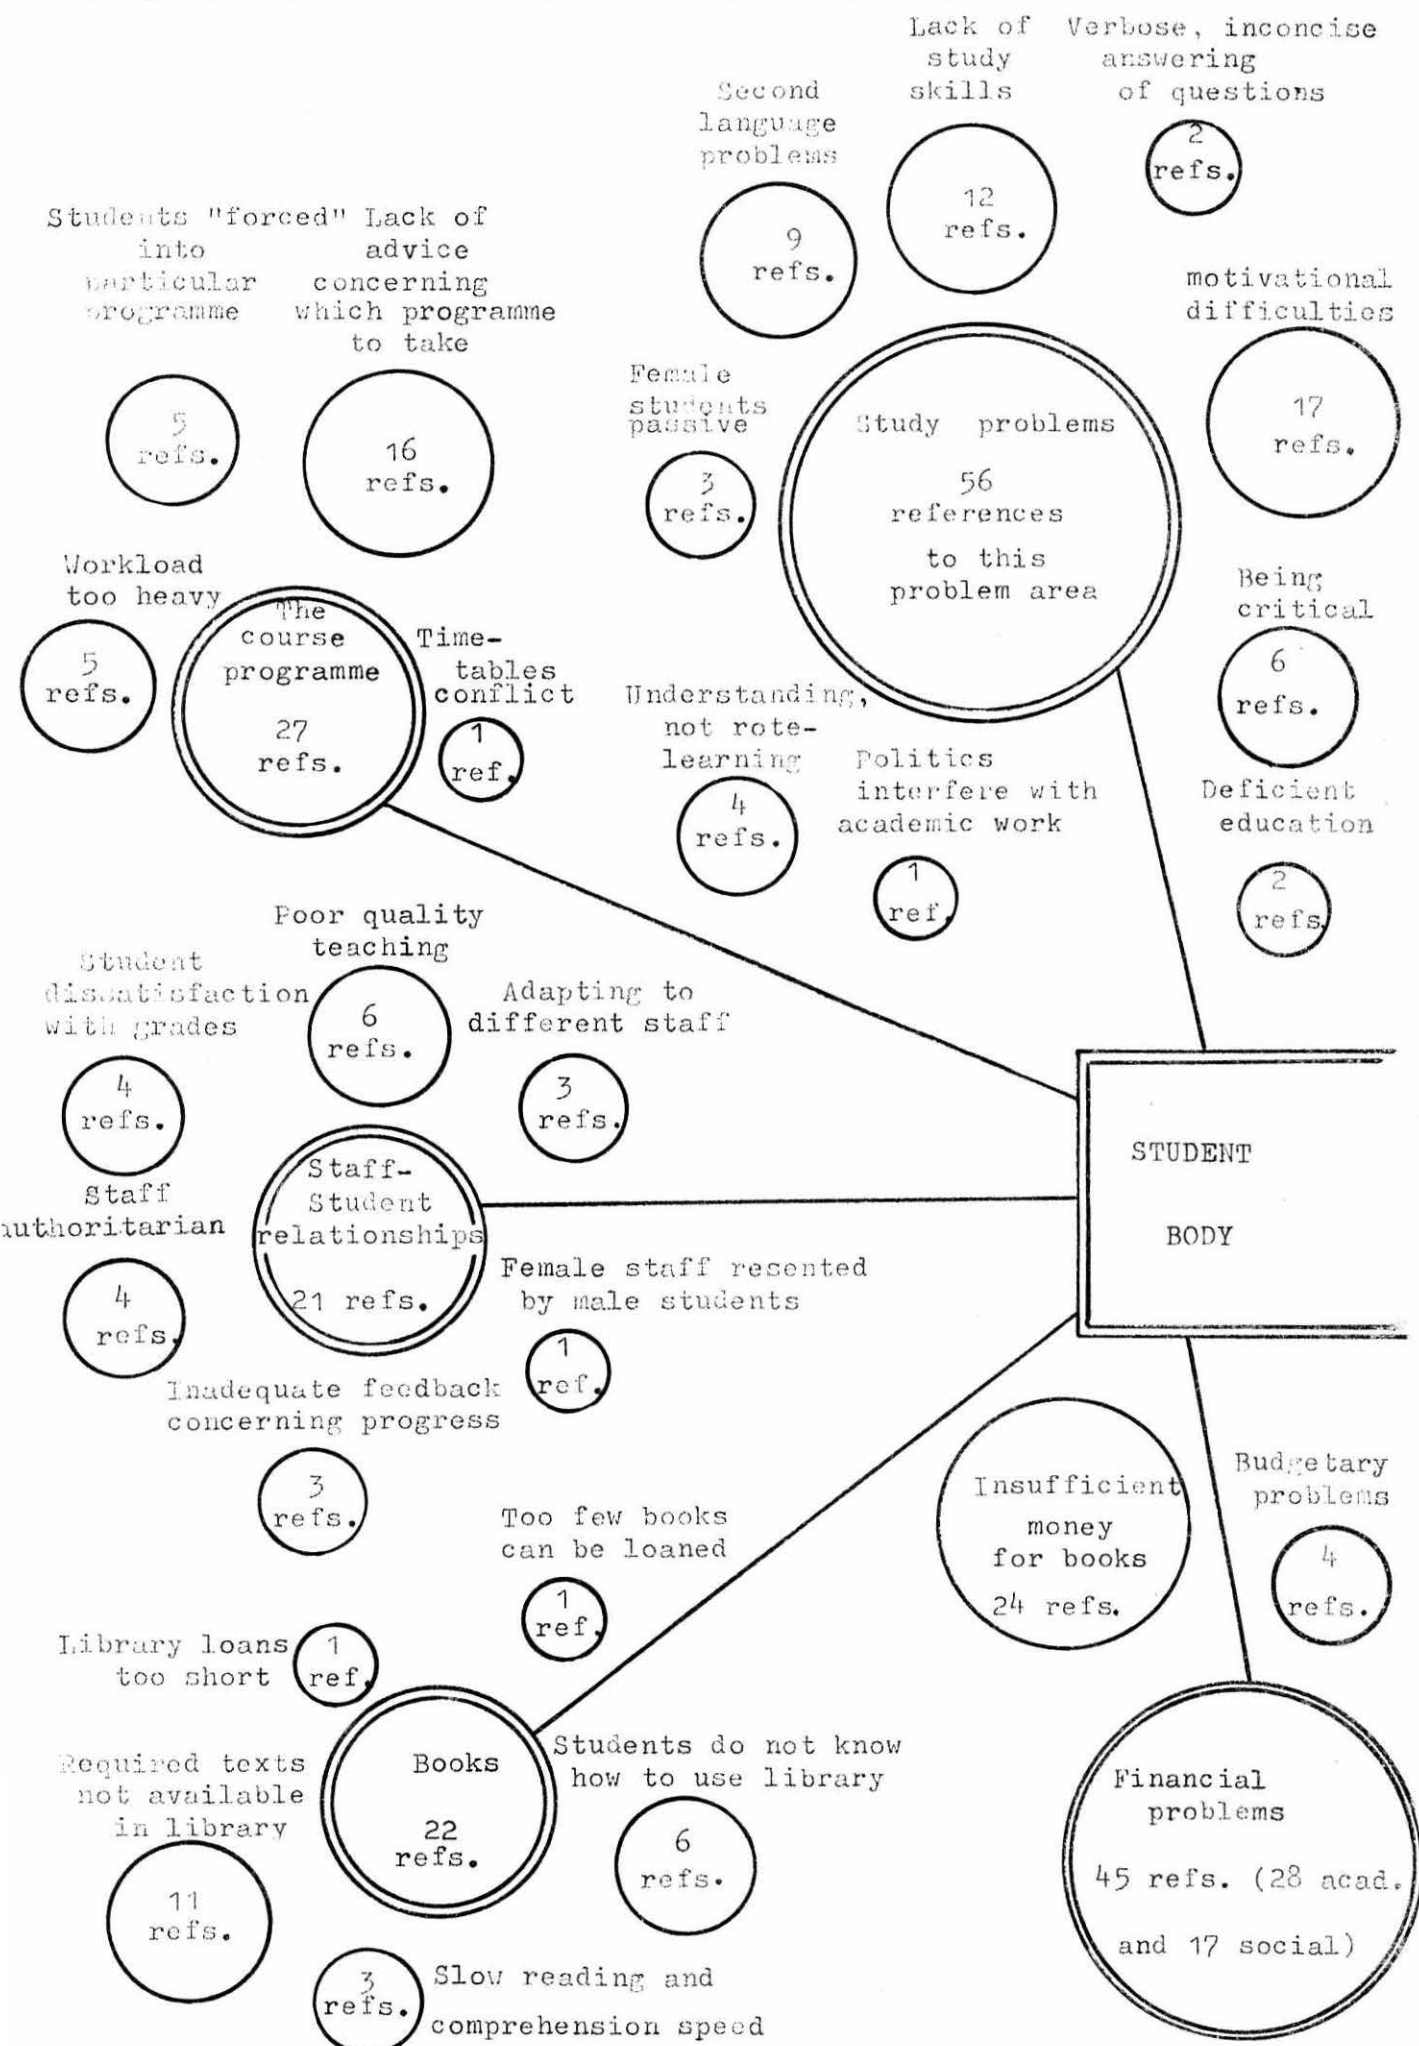 Lack of
study
skills
12
refs.
Verbose, inconcise
answering
of questions
2
refs.
Second
language
problems
9
refs.
motivational
difficulties
17
refs.
Female
students
passive
3
refs.
Study problems
56
references
to this
problem area
Being
critical
6
refs.
Understanding,
not rote-
learning
4
refs.
Politics
interfere with
academic work
1
ref.
Deficient
education
2
refs
Students "forced"
into
particular
programme
5
refs.
Lack of
advice
concerning
which programme
to take
16
refs.
Workload
too heavy
5
refs.
The
course
programme
27
refs.
Time-
tables
conflict
1
ref.
Poor quality
teaching
6
refs.
Student
dissatisfaction
with grades
4
refs.
Adapting to
different staff
3
refs.
Staff
authoritarian
4
refs.
Staff-
Student
relationships
21 refs.
Female staff resented
by male students
1
ref.
Inadequate feedback
concerning progress
3
refs.
STUDENT
BODY
Too few books
can be loaned
1
ref.
Library loans
too short
1
ref.
Required texts
not available
in library
11
refs.
Books
22
refs.
Students do not know
how to use library
6
refs.
3
refs.
Slow reading and
comprehension speed
Insufficient
money
for books
24 refs.
Budgetary
problems
4
refs.
Financial
problems
45 refs. (28 acad.
and 17 social)